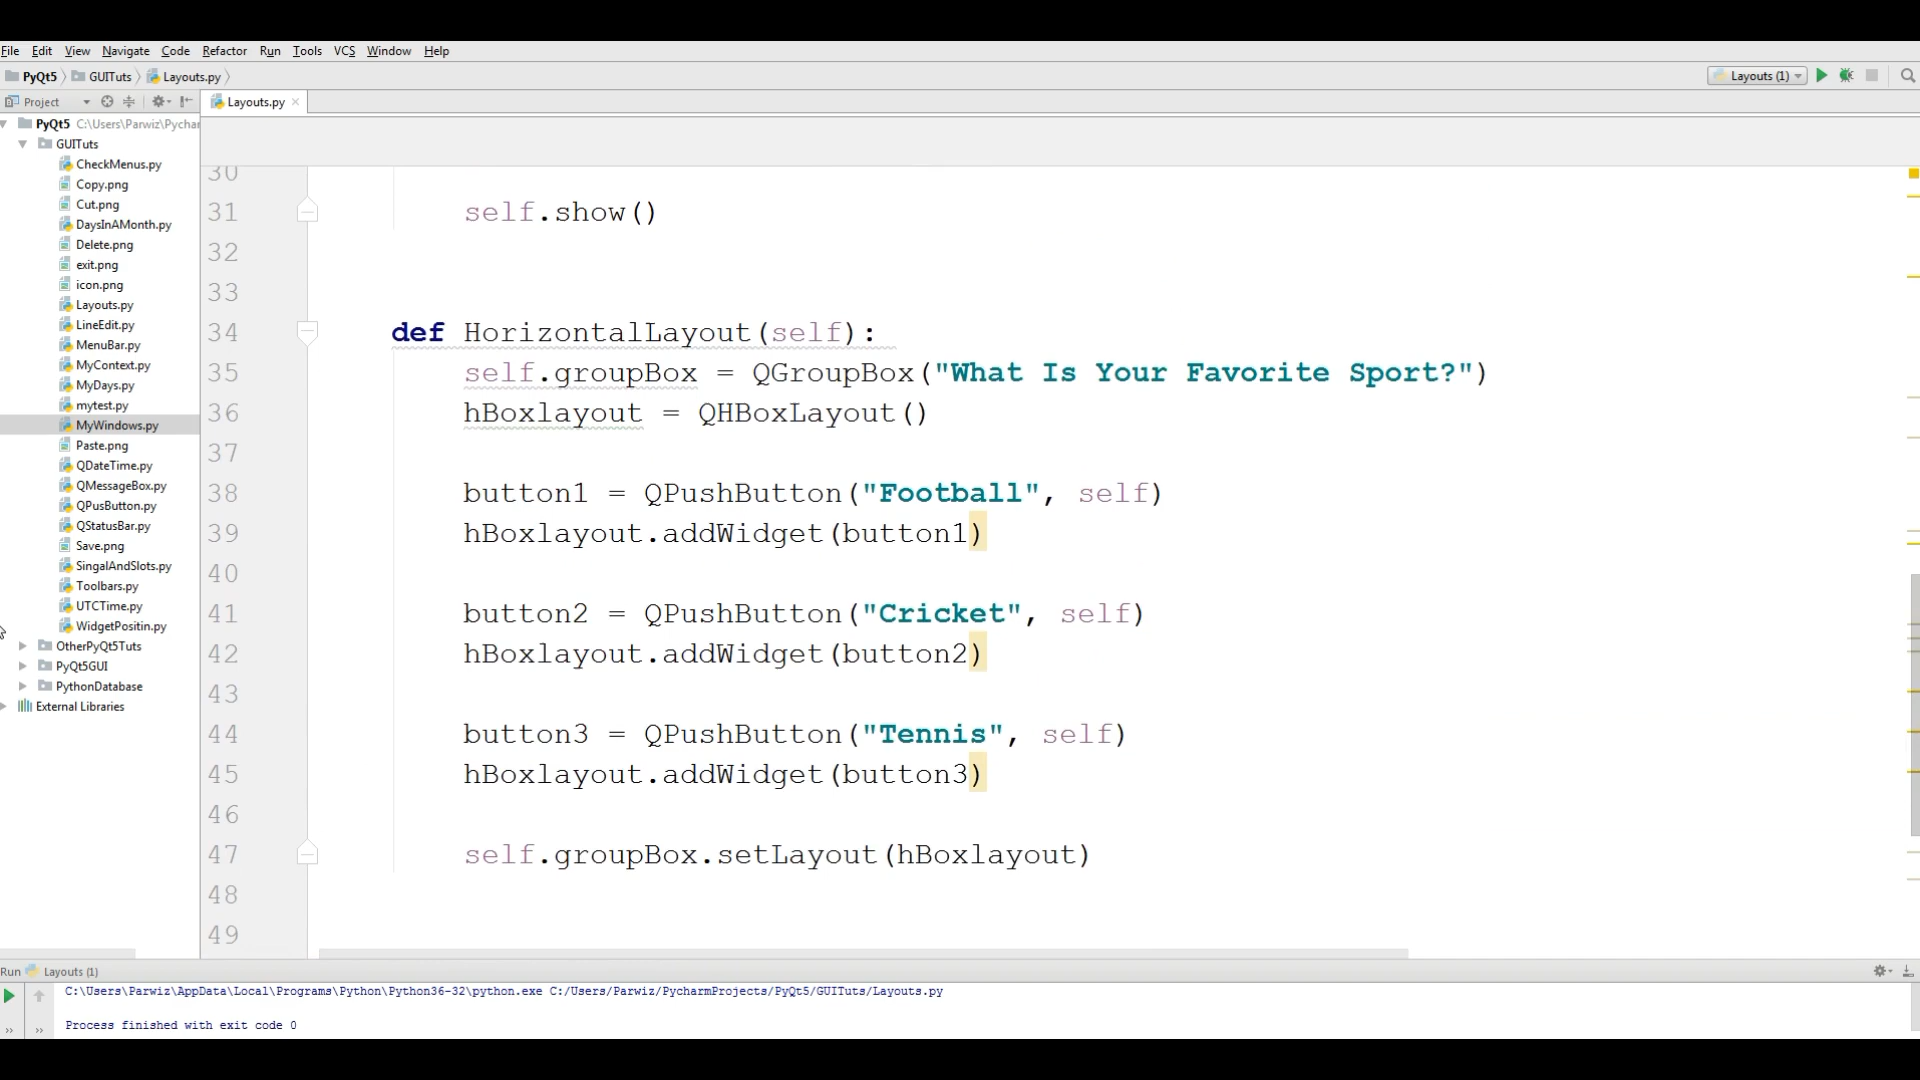 File Edit View Navigate Code Refactor Run Tools VCS Window Help
PyQt5 GUITuts Layouts.py Layouts (1)
Project Layouts.py
PyQt5 C:\Users\Parwiz\Pychar
GUITuts
CheckMenus.py
Copy.png
Cut.png
DaysInAMonth.py
Delete.png
exit.png
icon.png
Layouts.py
LineEdit.py
MenuBar.py
MyContext.py
MyDays.py
mytest.py
MyWindows.py
Paste.png
QDateTime.py
QMessageBox.py
QPusButton.py
QStatusBar.py
Save.png
SingalAndSlots.py
Toolbars.py
UTCTime.py
WidgetPositin.py
OtherPyQt5Tuts
PyQt5GUI
PythonDatabase
External Libraries
30
31 self.show()
32
33
34 def HorizontalLayout(self):
35 self.groupBox = QGroupBox("What Is Your Favorite Sport?")
36 hBoxlayout = QHBoxLayout()
37
38 button1 = QPushButton("Football", self)
39 hBoxlayout.addWidget(button1)
40
41 button2 = QPushButton("Cricket", self)
42 hBoxlayout.addWidget(button2)
43
44 button3 = QPushButton("Tennis", self)
45 hBoxlayout.addWidget(button3)
46
47 self.groupBox.setLayout(hBoxlayout)
48
49
Run Layouts (1)
C:\Users\Parwiz\AppData\Local\Programs\Python\Python36-32\python.exe C:/Users/Parwiz/PycharmProjects/PyQt5/GUITuts/Layouts.py
Process finished with exit code 0